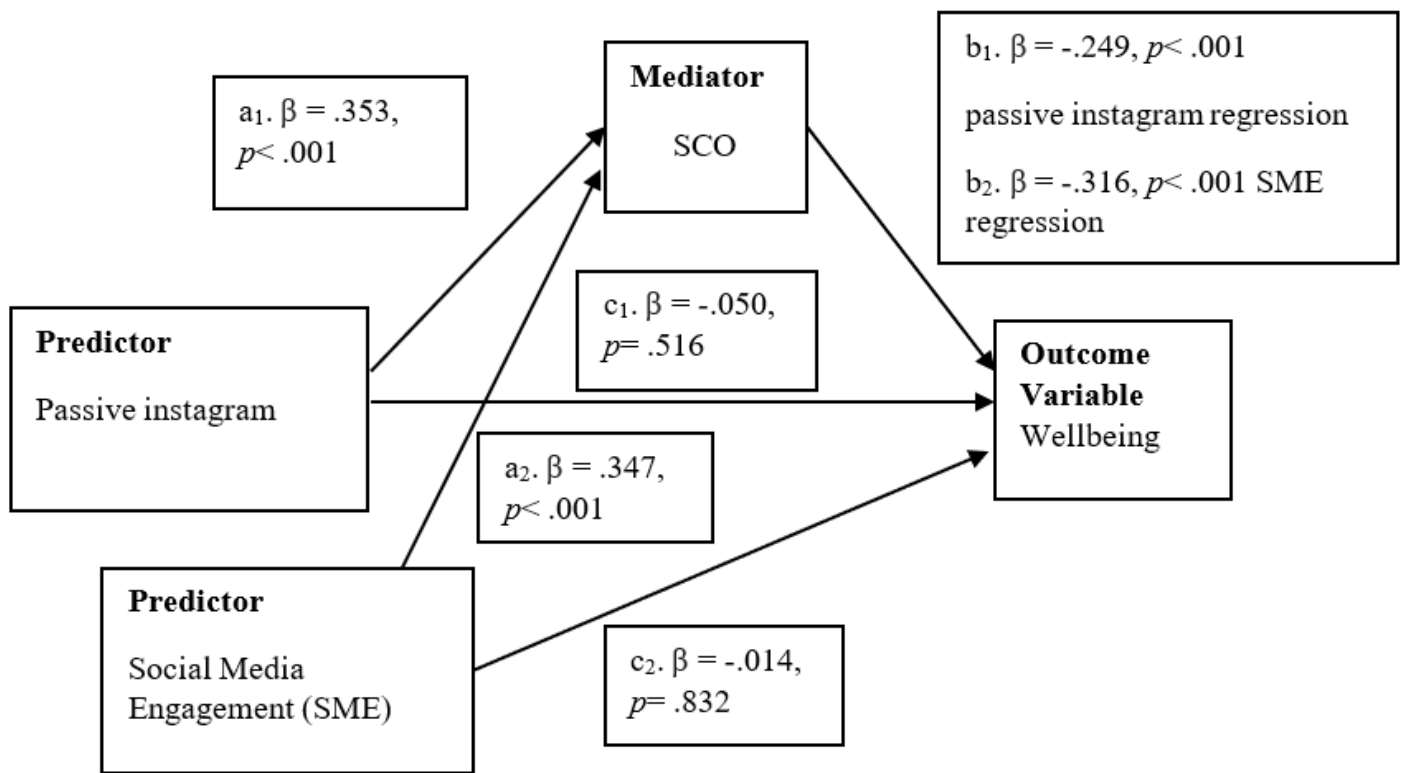 a₁. β = .353,
p< .001
Mediator
SCO
b₁. β = -.249, p< .001
passive instagram regression
b₂. β = -.316, p< .001 SME
regression
c₁. β = -.050,
p= .516
Predictor
Passive instagram
Outcome
Variable
Wellbeing
a₂. β = .347,
p< .001
Predictor
Social Media
Engagement (SME)
c₂. β = -.014,
p= .832